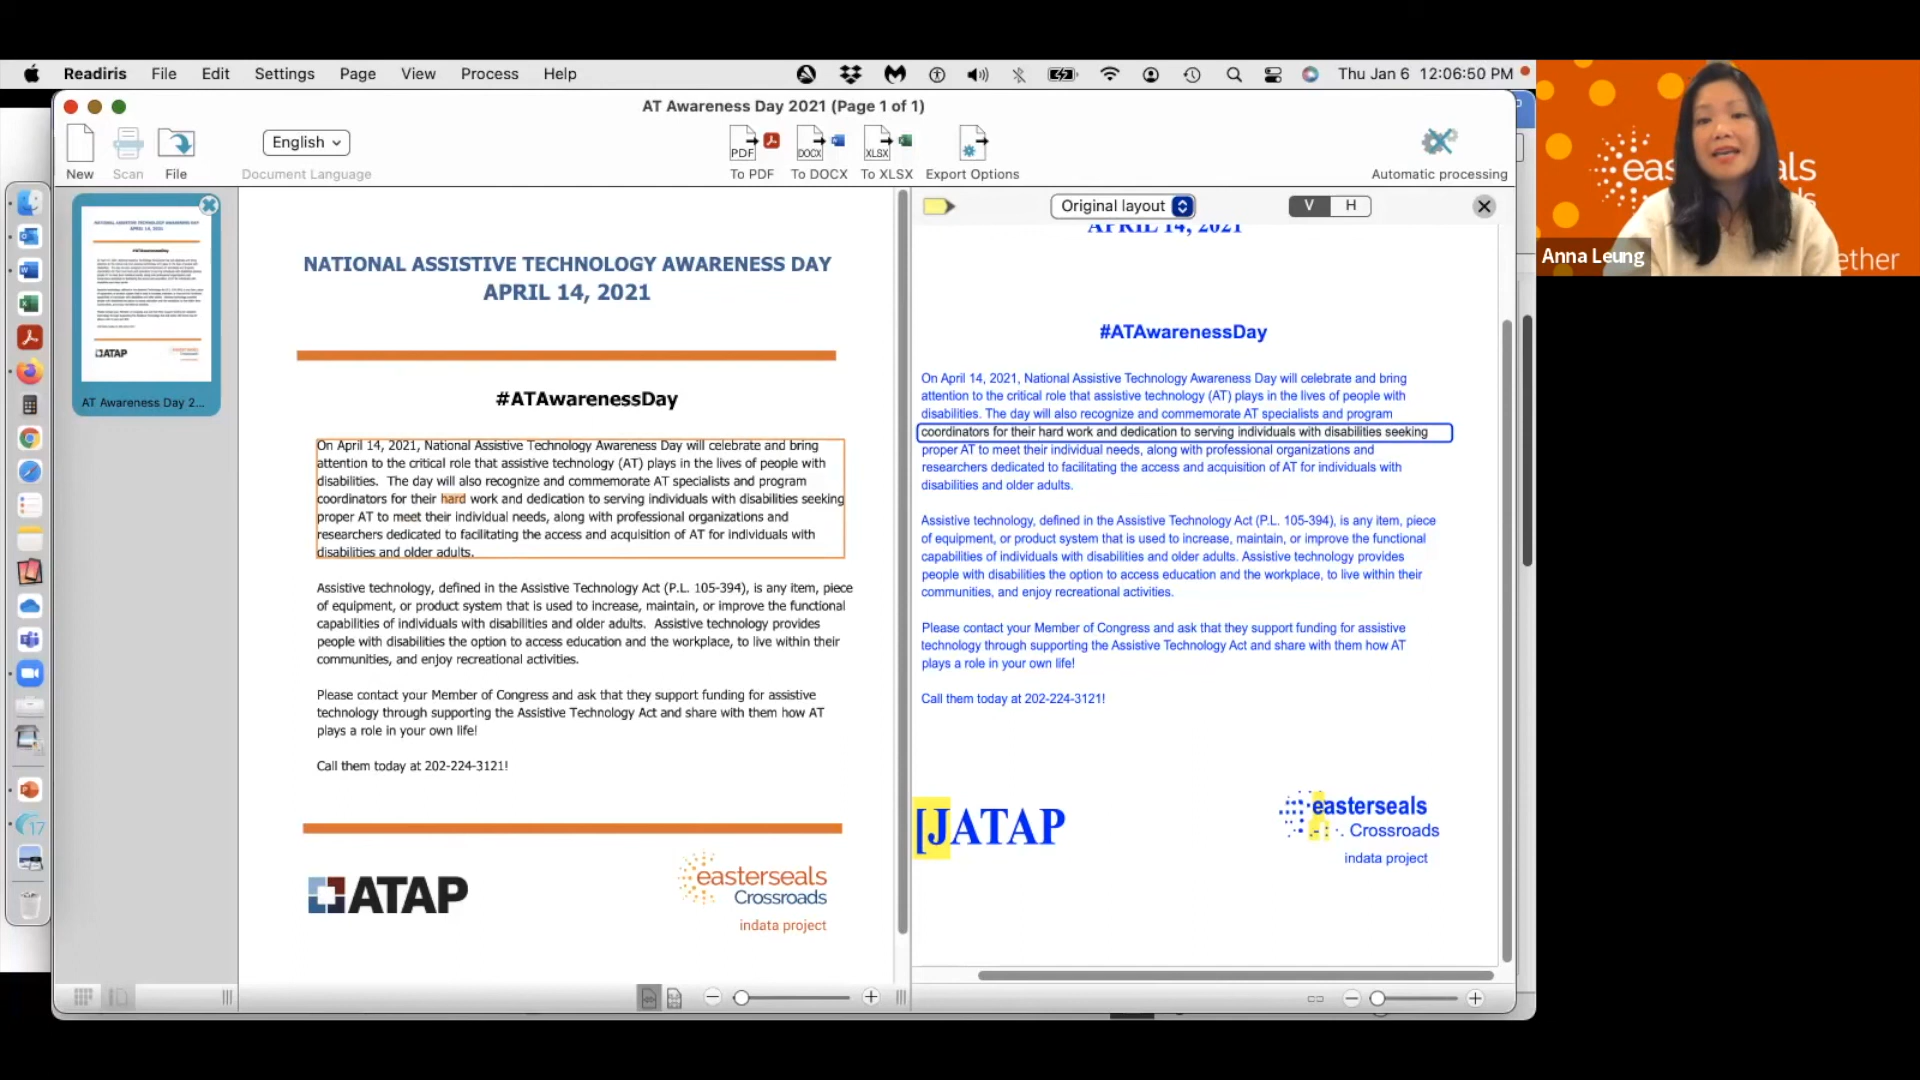 Readiris File Edit Settings Page View Process Help
Thu Jan 6 12:06:50 PM
AT Awareness Day 2021 (Page 1 of 1)
English
PDF
DOCX
XLSX
New Scan File
Document Language
To PDF To DOCX To XLSX Export Options
Automatic processing
NATIONAL ASSISTIVE TECHNOLOGY AWARENESS DAY
APRIL 14, 2021
#ATAwarenessDay
ATAP
AT Awareness Day 2...
17
NATIONAL ASSISTIVE TECHNOLOGY AWARENESS DAY
APRIL 14, 2021
#ATAwarenessDay
On April 14, 2021, National Assistive Technology Awareness Day will celebrate and bring
attention to the critical role that assistive technology (AT) plays in the lives of people with
disabilities. The day will also recognize and commemorate AT specialists and program
coordinators for their hard work and dedication to serving individuals with disabilities seeking
proper AT to meet their individual needs, along with professional organizations and
researchers dedicated to facilitating the access and acquisition of AT for individuals with
disabilities and older adults.
Assistive technology, defined in the Assistive Technology Act (P.L. 105-394), is any item, piece
of equipment, or product system that is used to increase, maintain, or improve the functional
capabilities of individuals with disabilities and older adults. Assistive technology provides
people with disabilities the option to access education and the workplace, to live within their
communities, and enjoy recreational activities.
Please contact your Member of Congress and ask that they support funding for assistive
technology through supporting the Assistive Technology Act and share with them how AT
plays a role in your own life!
Call them today at 202-224-3121!
ATAP
easterseals
Crossroads
indata project
Original layout
V H
APRIL 14, 2021
#ATAwarenessDay
On April 14, 2021, National Assistive Technology Awareness Day will celebrate and bring
attention to the critical role that assistive technology (AT) plays in the lives of people with
disabilities. The day will also recognize and commemorate AT specialists and program
coordinators for their hard work and dedication to serving individuals with disabilities seeking
proper AT to meet their individual needs, along with professional organizations and
researchers dedicated to facilitating the access and acquisition of AT for individuals with
disabilities and older adults.
Assistive technology, defined in the Assistive Technology Act (P.L. 105-394), is any item, piece
of equipment, or product system that is used to increase, maintain, or improve the functional
capabilities of individuals with disabilities and older adults. Assistive technology provides
people with disabilities the option to access education and the workplace, to live within their
communities, and enjoy recreational activities.
Please contact your Member of Congress and ask that they support funding for assistive
technology through supporting the Assistive Technology Act and share with them how AT
plays a role in your own life!
Call them today at 202-224-3121!
[JATAP
easterseals
Crossroads
indata project
eas als
ds
Anna Leung
ether